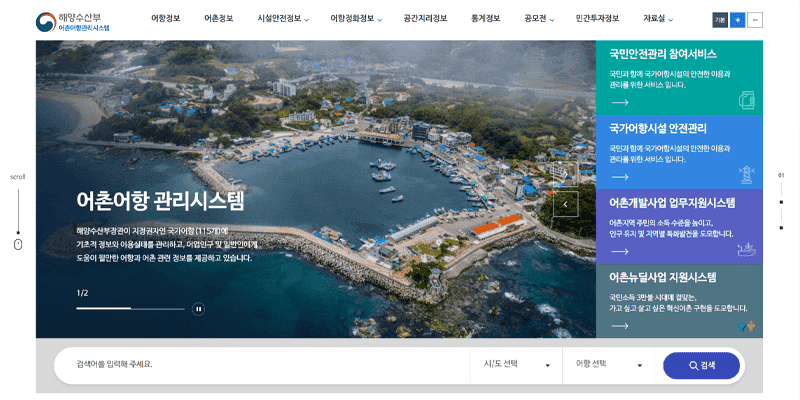 해양수산부
어촌어항관리시스템
어항정보 어촌정보 시설안전정보 어항정화정보 공간지리정보 통계정보 공모전 민간투자정보 자료실
기본 + −
국민안전관리 참여서비스
국민과 함께 국가어항시설의 안전한 이용과
관리를 위한 서비스 입니다.
국가어항시설 안전관리
국민과 함께 국가어항시설의 안전한 이용과
관리를 위한 서비스 입니다.
어촌개발사업 업무지원시스템
어촌지역 주민의 소득 수준을 높이고,
인구 유지 및 지역별 특화발전을 도모합니다.
어촌뉴딜사업 지원시스템
국민소득 3만불 시대에 걸맞는,
가고 싶고 살고 싶은 혁신어촌 구현을 도모합니다.
scroll
01
어촌어항 관리시스템
해양수산부장관이 지정권자인 국가어항(115개)에
기초적 정보와 이용실태를 관리하고, 어업인구 및 일반인에게
도움이 될만한 어항과 어촌 관련 정보를 제공하고 있습니다.
1/2
검색어를 입력해 주세요. 시/도 선택 어항 선택 검색